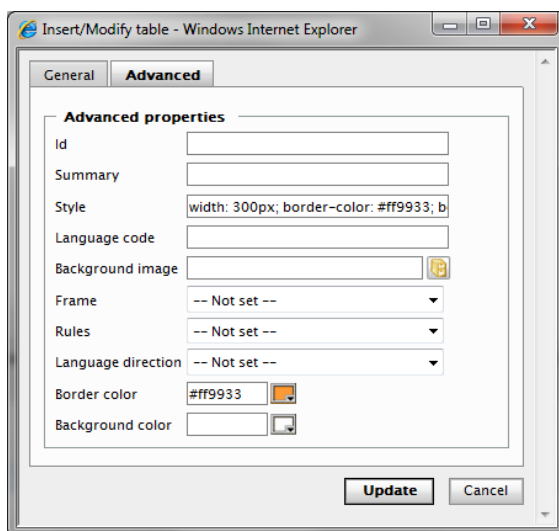 Insert/Modify table - Windows Internet Explorer
General Advanced
Advanced properties
Id
Summary
Style width: 300px; border-color: #ff9933; b
Language code
Background image
Frame -- Not set --
Rules -- Not set --
Language direction -- Not set --
Border color #ff9933
Background color
Update Cancel